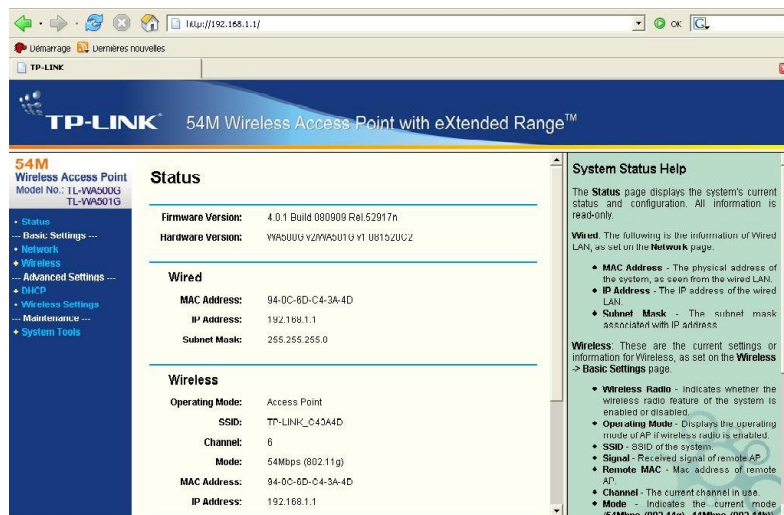 http://192.168.1.1/
OK
Démarrage Dernières nouvelles
TP-LINK
TP-LINK® 54M Wireless Access Point with eXtended Range™
54M
Wireless Access Point
Model No.: TL-WA500G
TL-WA501G
• Status
--- Basic Settings ---
• Network
+ Wireless
--- Advanced Settings ---
+ DHCP
• Wireless Settings
--- Maintenance ---
+ System Tools
Status
Firmware Version: 4.0.1 Build 080909 Rel.52917n
Hardware Version: WA500G v2/WA501G v1 081520C2
Wired
MAC Address: 94-0C-6D-C4-3A-4D
IP Address: 192.168.1.1
Subnet Mask: 255.255.255.0
Wireless
Operating Mode: Access Point
SSID: TP-LINK_C43A4D
Channel: 6
Mode: 54Mbps (802.11g)
MAC Address: 94-0C-6D-C4-3A-4D
IP Address: 192.168.1.1
System Status Help
The Status page displays the system's current
status and configuration. All information is
read-only.
Wired: The following is the information of Wired
LAN, as set on the Network page.
♦ MAC Address - The physical address of
the system, as seen from the wired LAN.
♦ IP Address - The IP address of the wired
LAN.
♦ Subnet Mask - The subnet mask
associated with IP address.
Wireless: These are the current settings or
information for Wireless, as set on the Wireless
-> Basic Settings page.
♦ Wireless Radio - Indicates whether the
wireless radio feature of the system is
enabled or disabled.
♦ Operating Mode - Displays the operating
mode of AP if wireless radio is enabled.
♦ SSID - SSID of the system.
♦ Signal - Received signal of remote AP.
♦ Remote MAC - Mac address of remote
AP.
♦ Channel - The current channel in use.
♦ Mode - Indicates the current mode
(54Mbps (802.11g), 11Mbps (802.11b)).